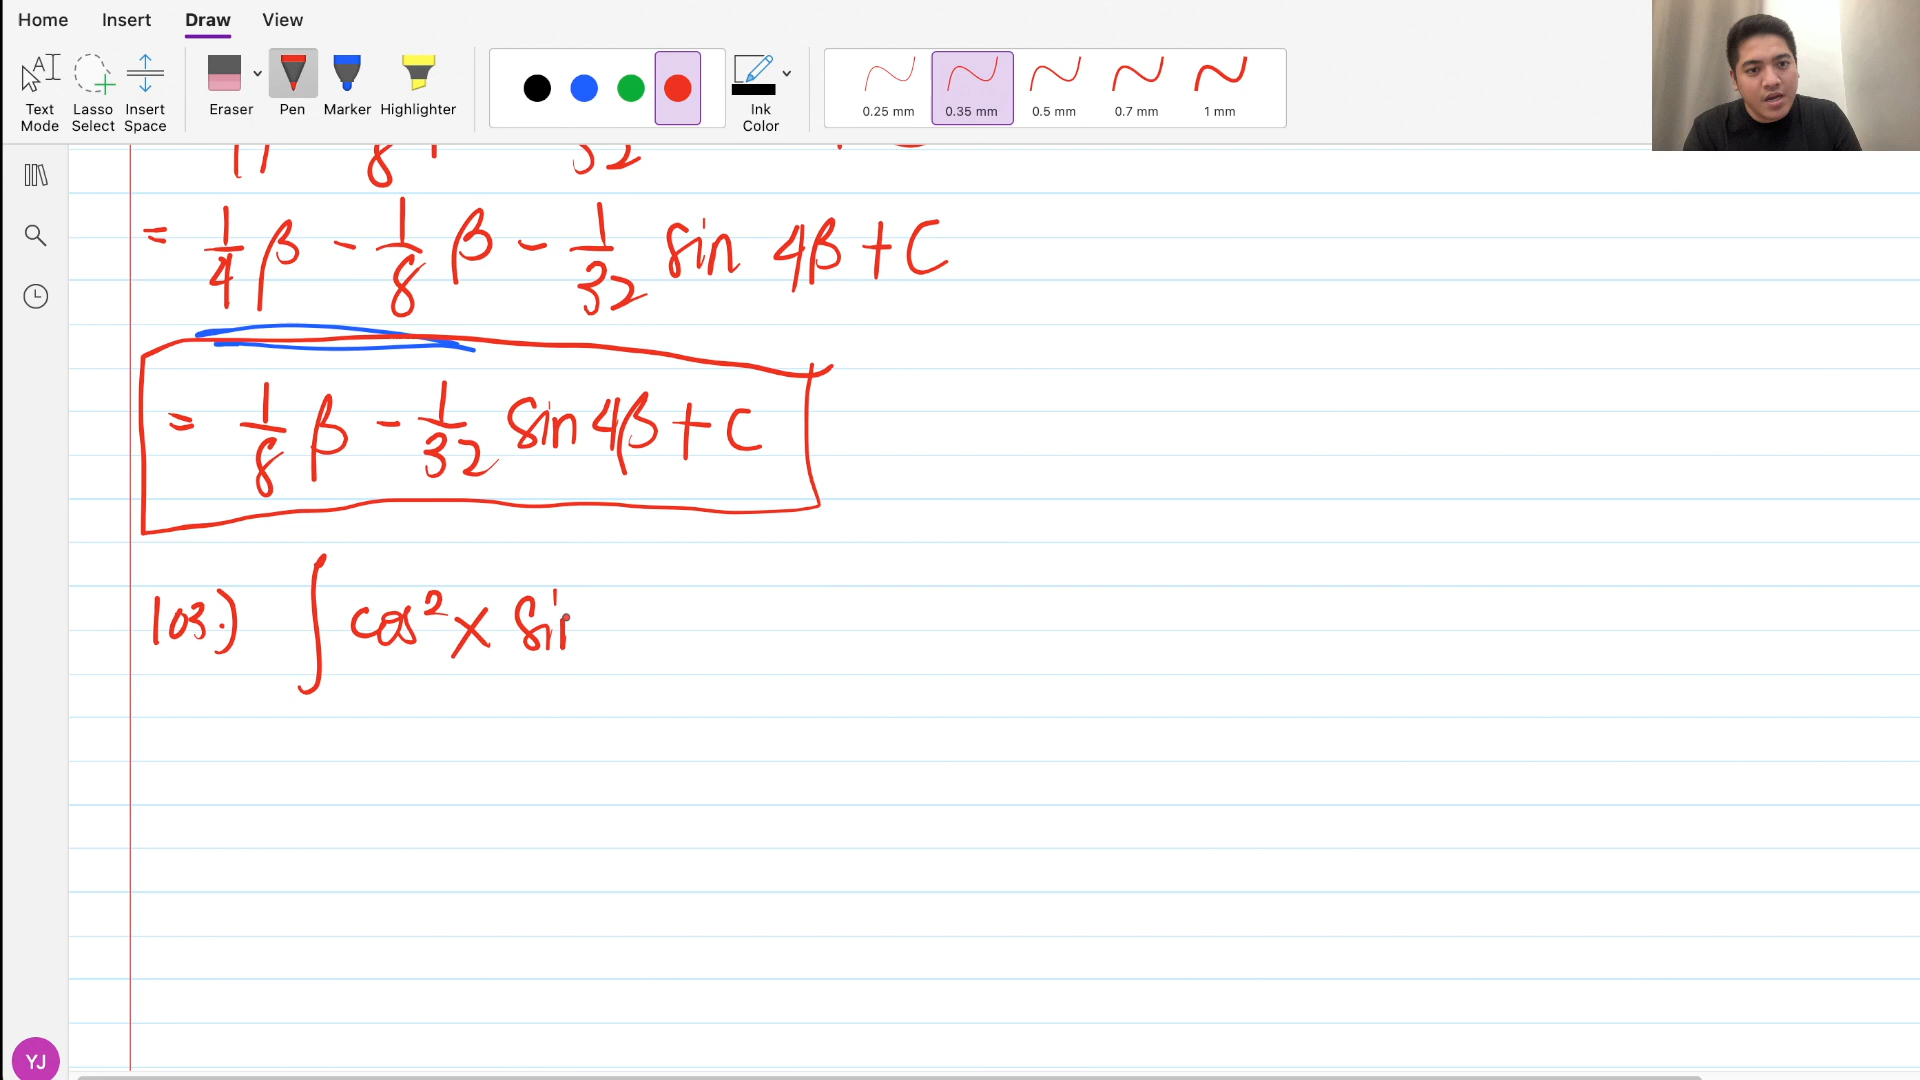 Home Insert Draw View
Text Mode Lasso Select Insert Space Eraser Pen Marker Highlighter Ink Color 0.25 mm 0.35 mm 0.5 mm 0.7 mm 1 mm
= 1/4 β - 1/8 β - 1/32 sin 4β + C
= 1/8 β - 1/32 sin 4β + C
103.) ∫ cos² x sin
YJ